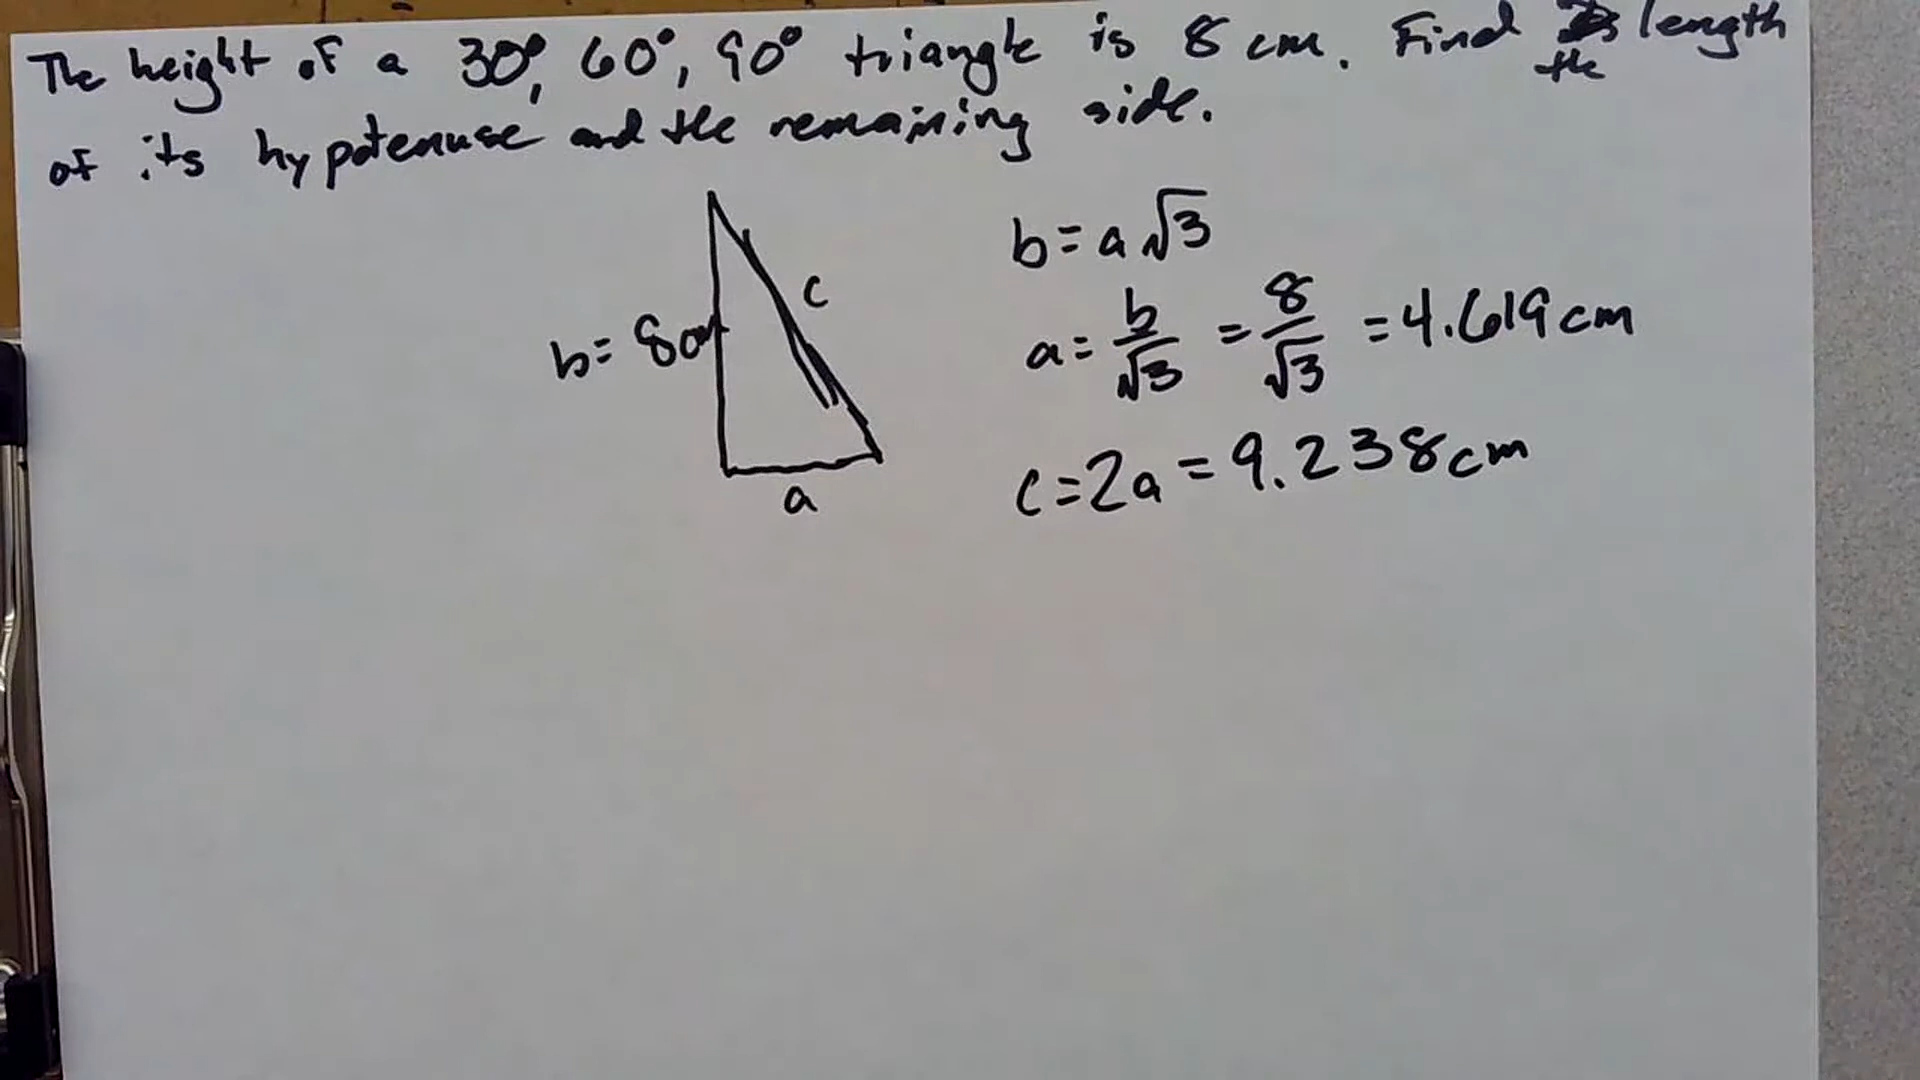 The height of a 30°, 60°, 90° triangle is 8 cm. Find length
the
of its hypotenuse and the remaining side.
b = a√3
c
b = 8cm
a = b/√3 = 8/√3 = 4.619 cm
c = 2a = 9.238 cm
a